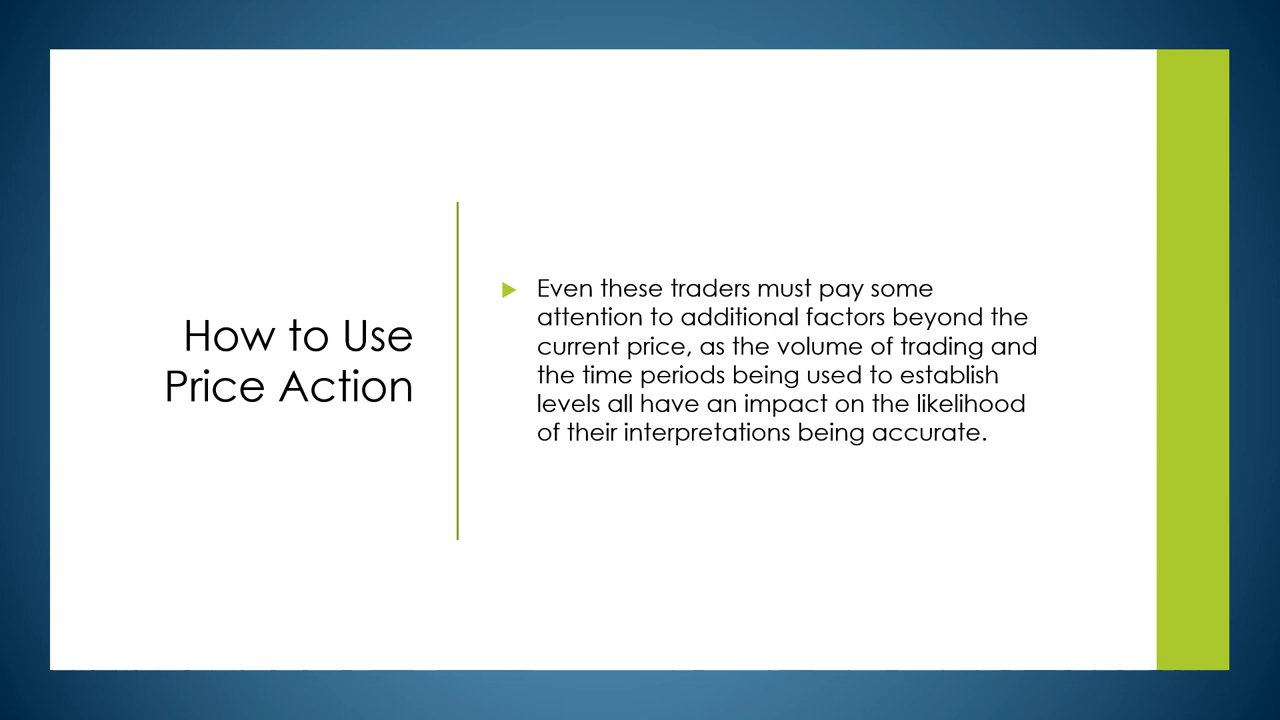 How to Use
Price Action
Even these traders must pay some
attention to additional factors beyond the
current price, as the volume of trading and
the time periods being used to establish
levels all have an impact on the likelihood
of their interpretations being accurate.